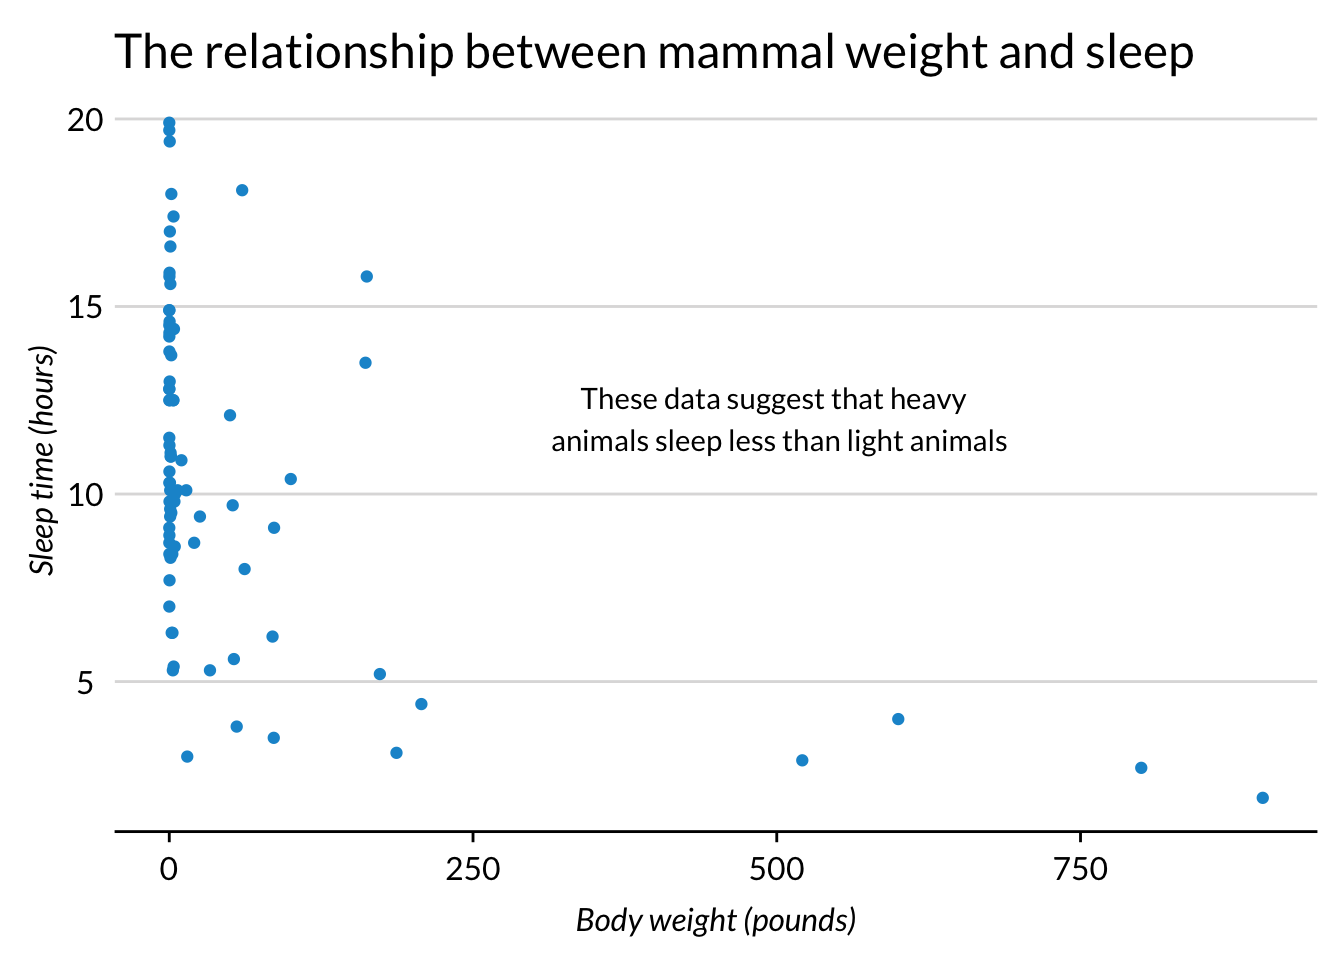 The relationship between mammal weight and sleep
20
15
10
5
Sleep time (hours)
These data suggest that heavy
animals sleep less than light animals
0 250 500 750
Body weight (pounds)